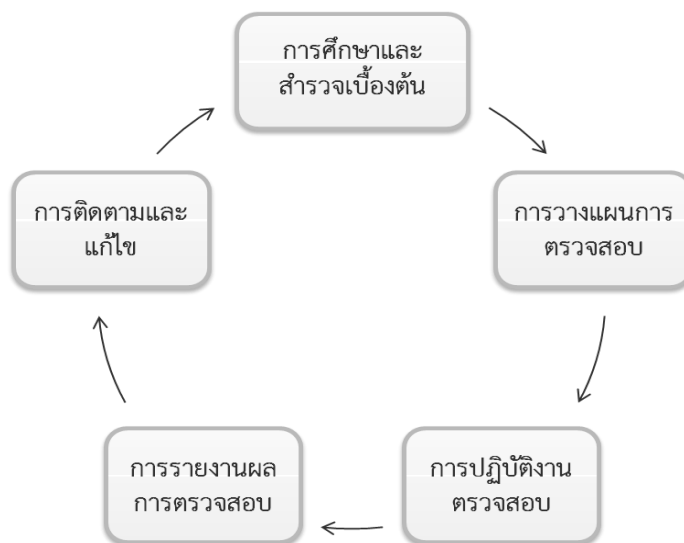 การศึกษาและ
สำรวจเบื้องต้น
การวางแผนการ
ตรวจสอบ
การปฏิบัติงาน
ตรวจสอบ
การรายงานผล
การตรวจสอบ
การติดตามและ
แก้ไข